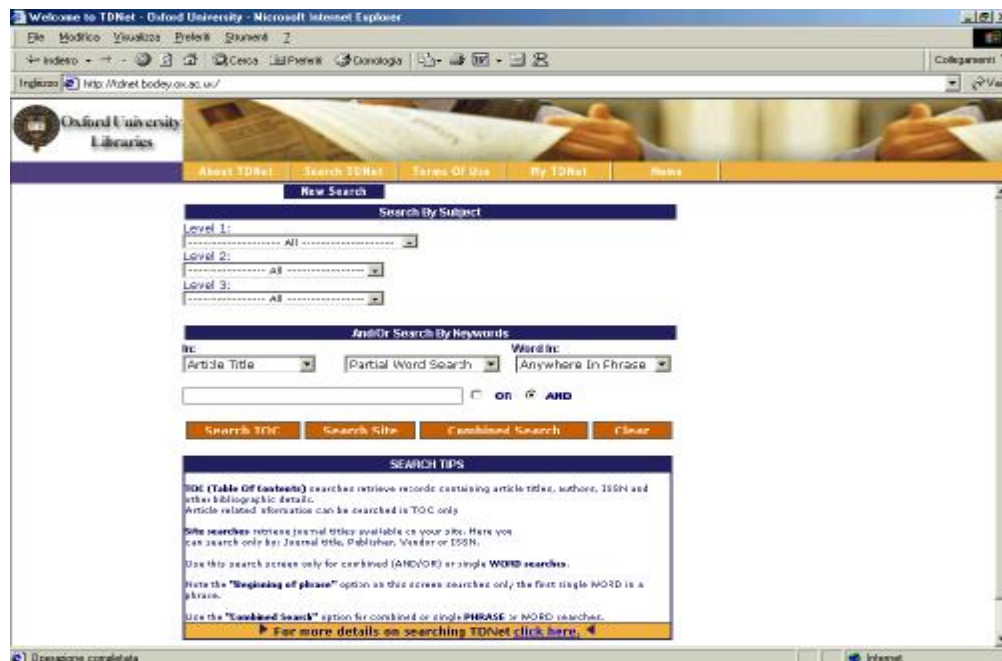 Welcome to TDNet - Oxford University - Microsoft Internet Explorer
File Modifica Visualizza Preferiti Strumenti ?
Indietro Cerca Preferiti Cronologia Collegamenti
Indirizzo http://tdnet.bodley.ox.ac.uk/ Vai
Oxford University
Libraries
About TDNet Search TDNet Terms Of Use My TDNet Home
New Search
Search By Subject
Level 1:
All
Level 2:
All
Level 3:
All
And/Or Search By Keywords
In: Word In:
Article Title Partial Word Search Anywhere In Phrase
OR AND
Search TOC Search Site Combined Search Clear
SEARCH TIPS
TOC (Table Of Contents) searches retrieve records containing article titles, authors, ISSN and
other bibliographic details.
Article related information can be searched in TOC only
Site searches retrieve journal titles available on your site. Here you
can search only by: Journal title, Publisher, Vendor or ISSN.
Use this search screen only for combined (AND/OR) or single WORD searches.
Note the "Beginning of phrase" option on this screen searches only the first single WORD in a
phrase.
Use the "Combined Search" option for combined or single PHRASE or WORD searches.
For more details on searching TDNet click here.
Operazione completata Internet